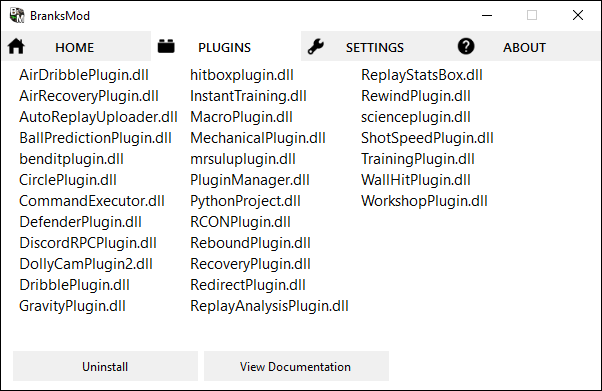 BranksMod
HOME
PLUGINS
SETTINGS
ABOUT
AirDribblePlugin.dll
AirRecoveryPlugin.dll
AutoReplayUploader.dll
BallPredictionPlugin.dll
benditplugin.dll
CirclePlugin.dll
CommandExecutor.dll
DefenderPlugin.dll
DiscordRPCPlugin.dll
DollyCamPlugin2.dll
DribblePlugin.dll
GravityPlugin.dll
hitboxplugin.dll
InstantTraining.dll
MacroPlugin.dll
MechanicalPlugin.dll
mrsuluplugin.dll
PluginManager.dll
PythonProject.dll
RCONPlugin.dll
ReboundPlugin.dll
RecoveryPlugin.dll
RedirectPlugin.dll
ReplayAnalysisPlugin.dll
ReplayStatsBox.dll
RewindPlugin.dll
scienceplugin.dll
ShotSpeedPlugin.dll
TrainingPlugin.dll
WallHitPlugin.dll
WorkshopPlugin.dll
Uninstall
View Documentation